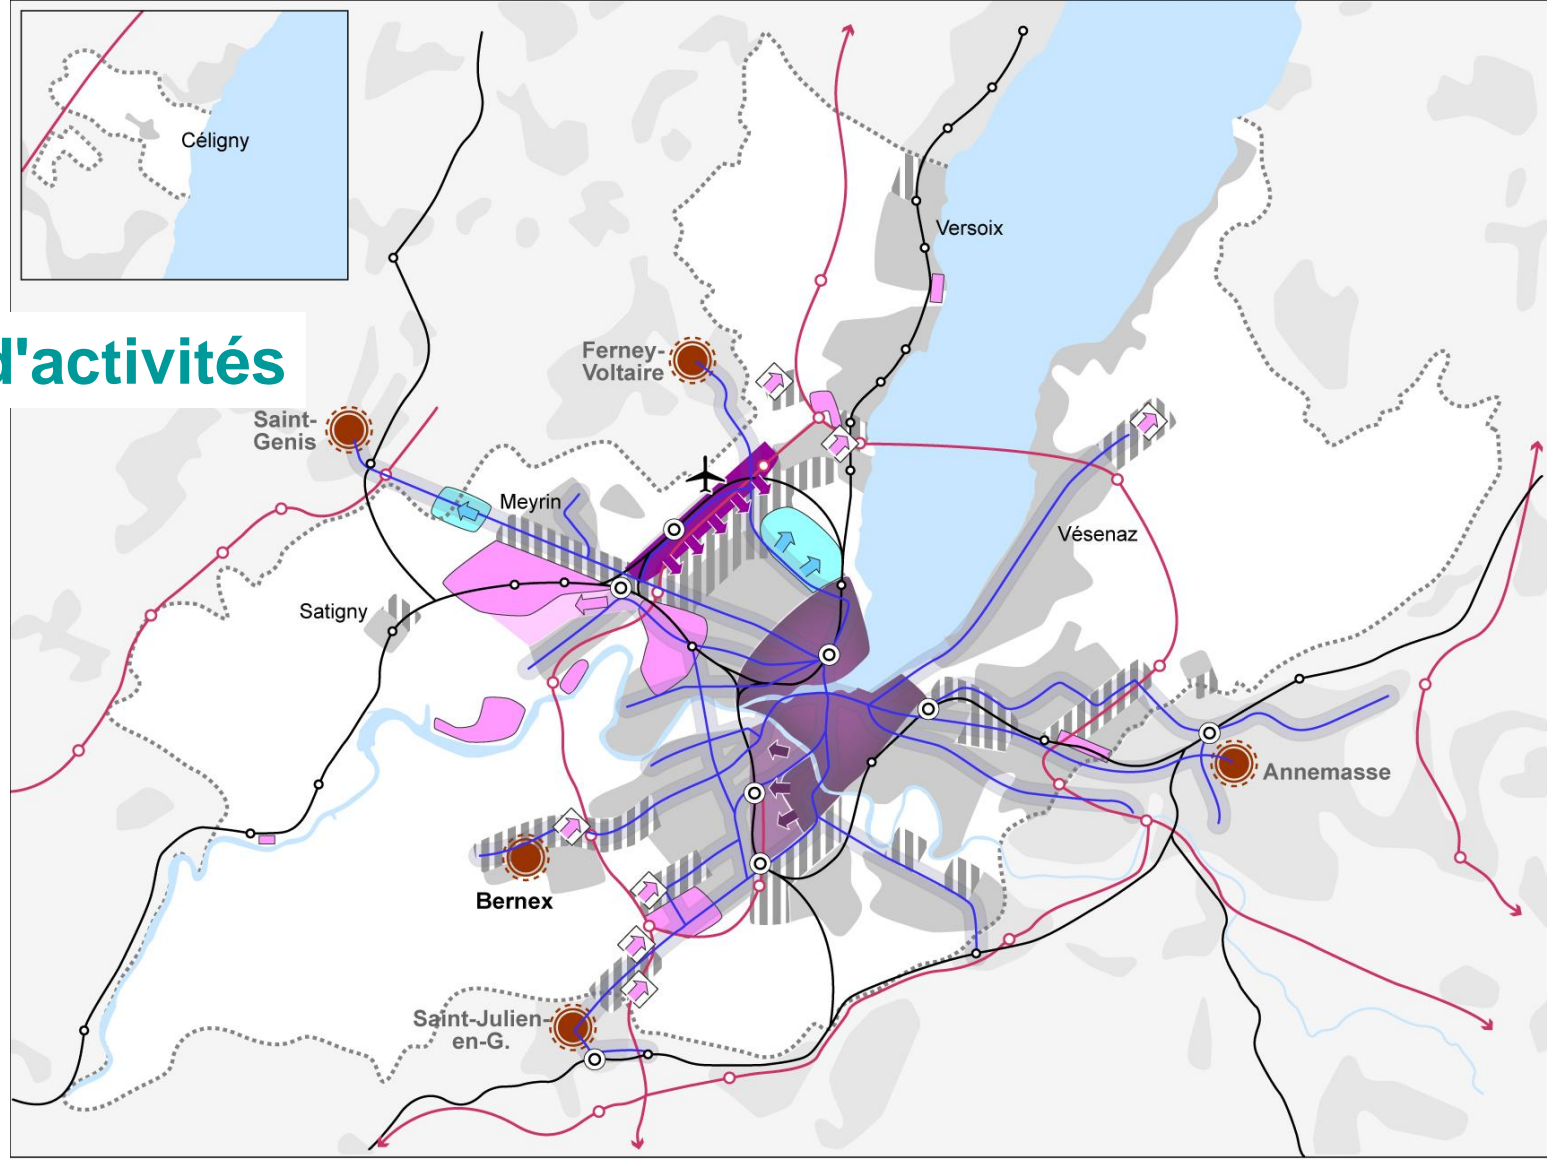 Céligny
Versoix
d'activités
Ferney-
Voltaire
Saint-
Genis
Meyrin
Vésenaz
Satigny
Annemasse
Bernex
Saint-Julien-
en-G.